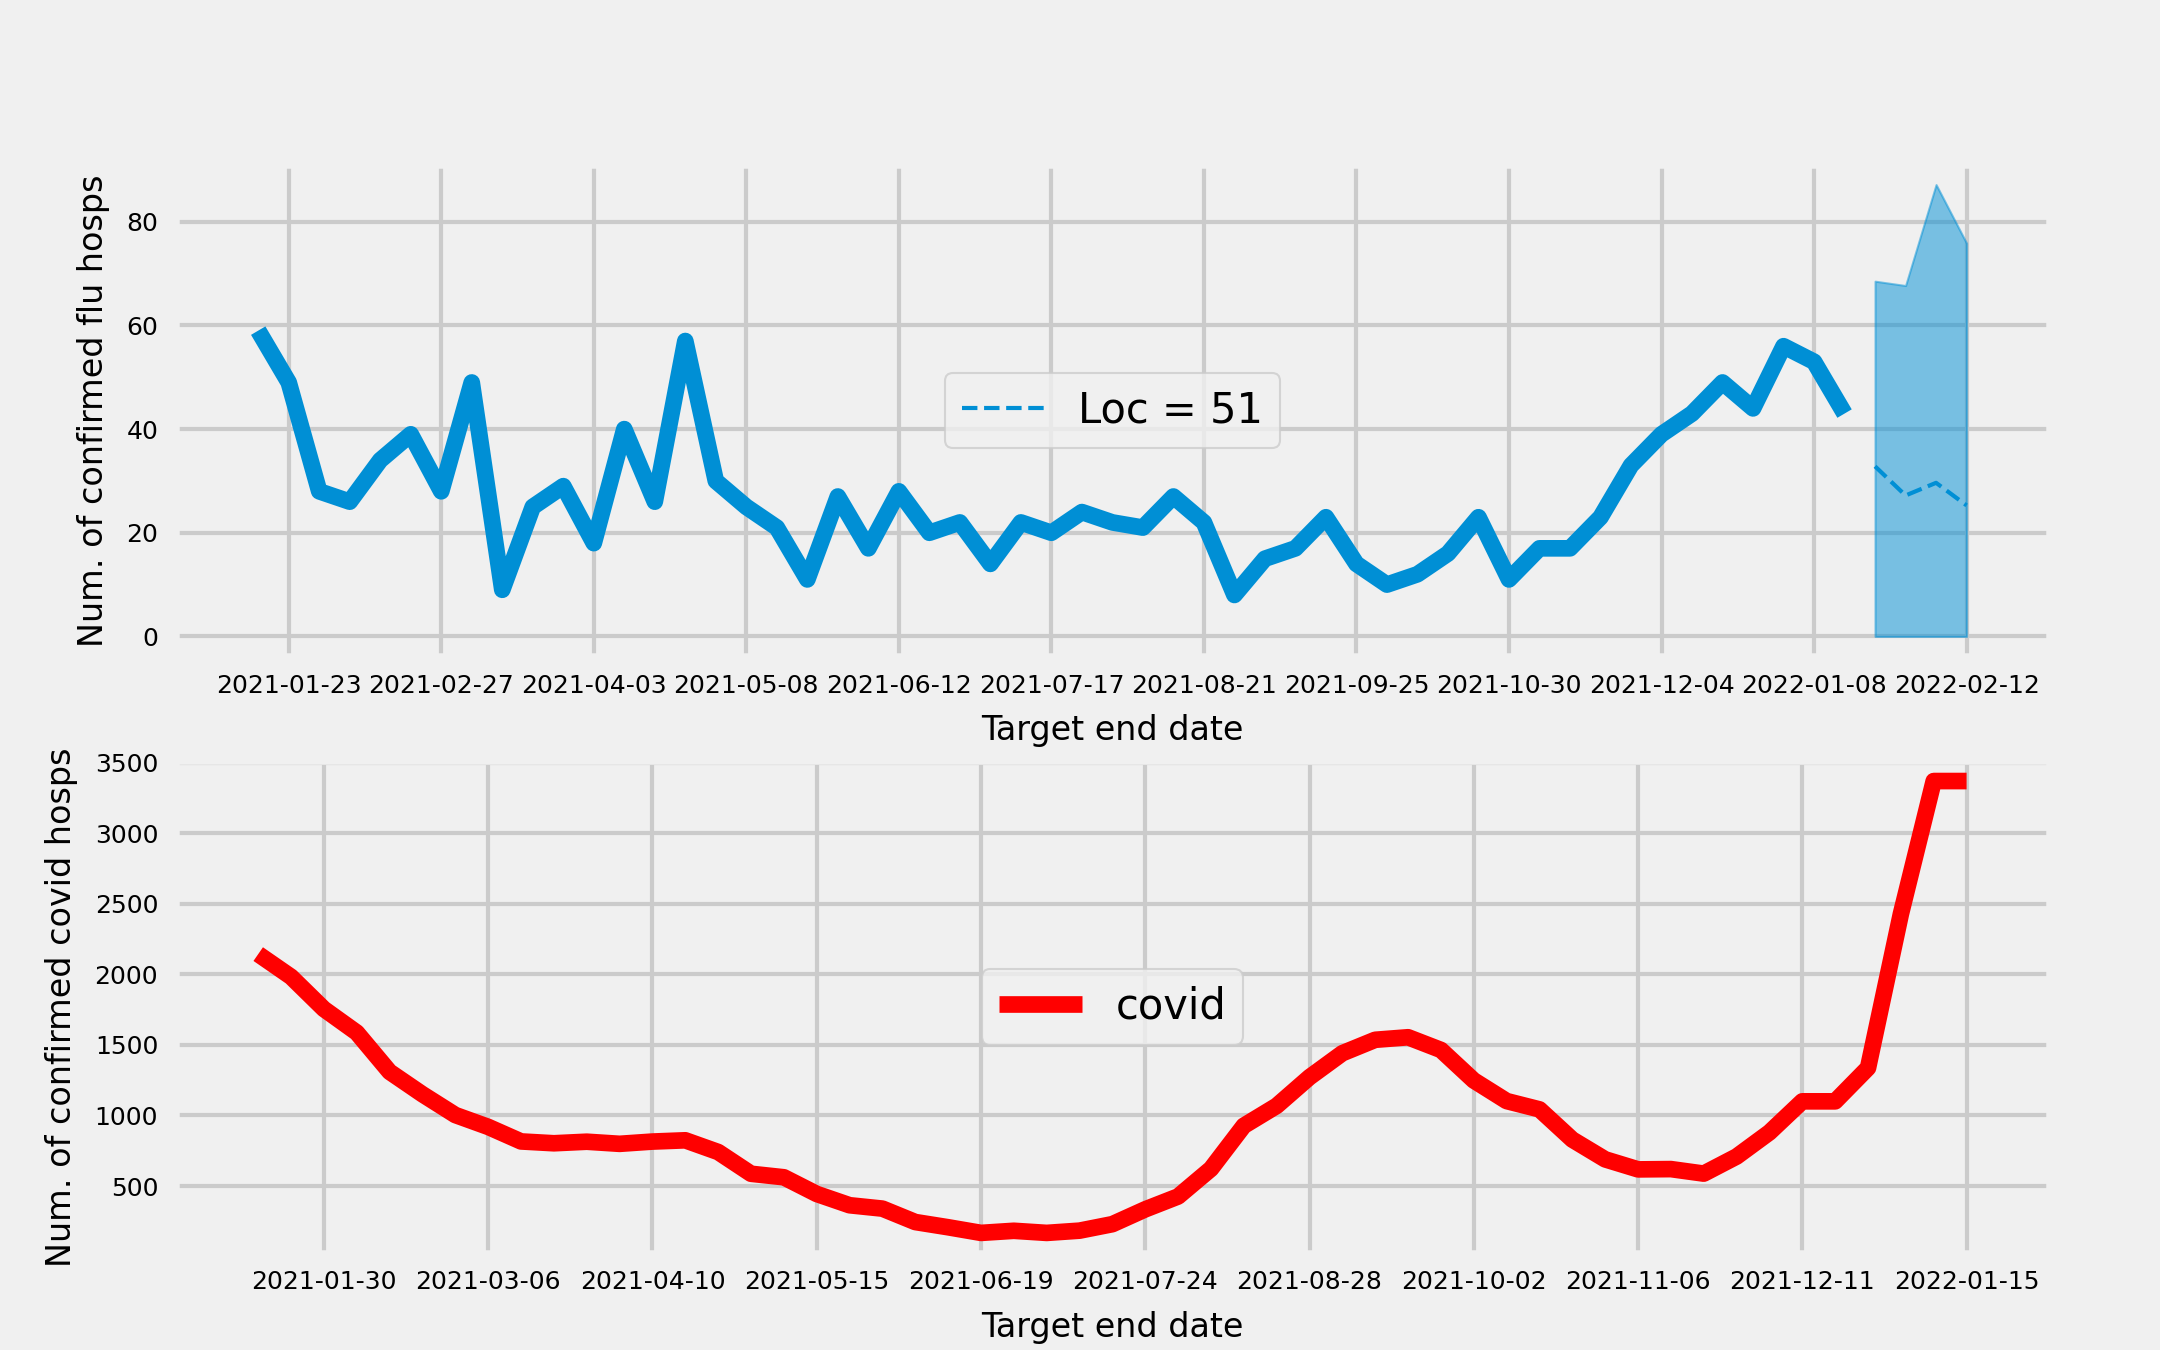 Num. of confirmed flu hosps
80
60
40
20
0
Loc = 51
2021-01-23 2021-02-27 2021-04-03 2021-05-08 2021-06-12 2021-07-17 2021-08-21 2021-09-25 2021-10-30 2021-12-04 2022-01-08 2022-02-12
Target end date
Num. of confirmed covid hosps
3500
3000
2500
2000
1500
1000
500
covid
2021-01-30 2021-03-06 2021-04-10 2021-05-15 2021-06-19 2021-07-24 2021-08-28 2021-10-02 2021-11-06 2021-12-11 2022-01-15
Target end date